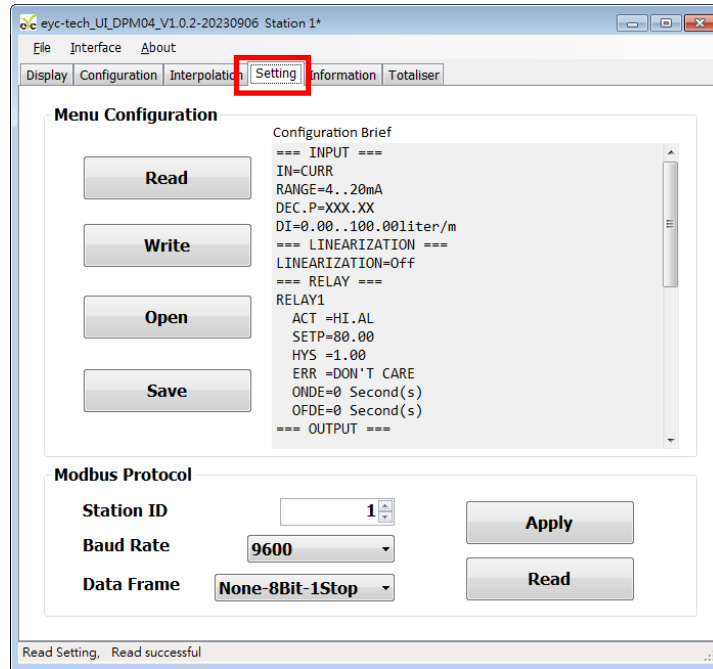 eyc-tech_UI_DPM04_V1.0.2-20230906 Station 1*
File Interface About
Display Configuration Interpolation Setting Information Totaliser
Menu Configuration
Read
Write
Open
Save
Configuration Brief
=== INPUT ===
IN=CURR
RANGE=4..20mA
DEC.P=XXX.XX
DI=0.00..100.00liter/m
=== LINEARIZATION ===
LINEARIZATION=Off
=== RELAY ===
RELAY1
ACT =HI.AL
SETP=80.00
HYS =1.00
ERR =DON'T CARE
ONDE=0 Second(s)
OFDE=0 Second(s)
=== OUTPUT ===
Modbus Protocol
Station ID 1
Baud Rate 9600
Data Frame None-8Bit-1Stop
Apply
Read
Read Setting, Read successful